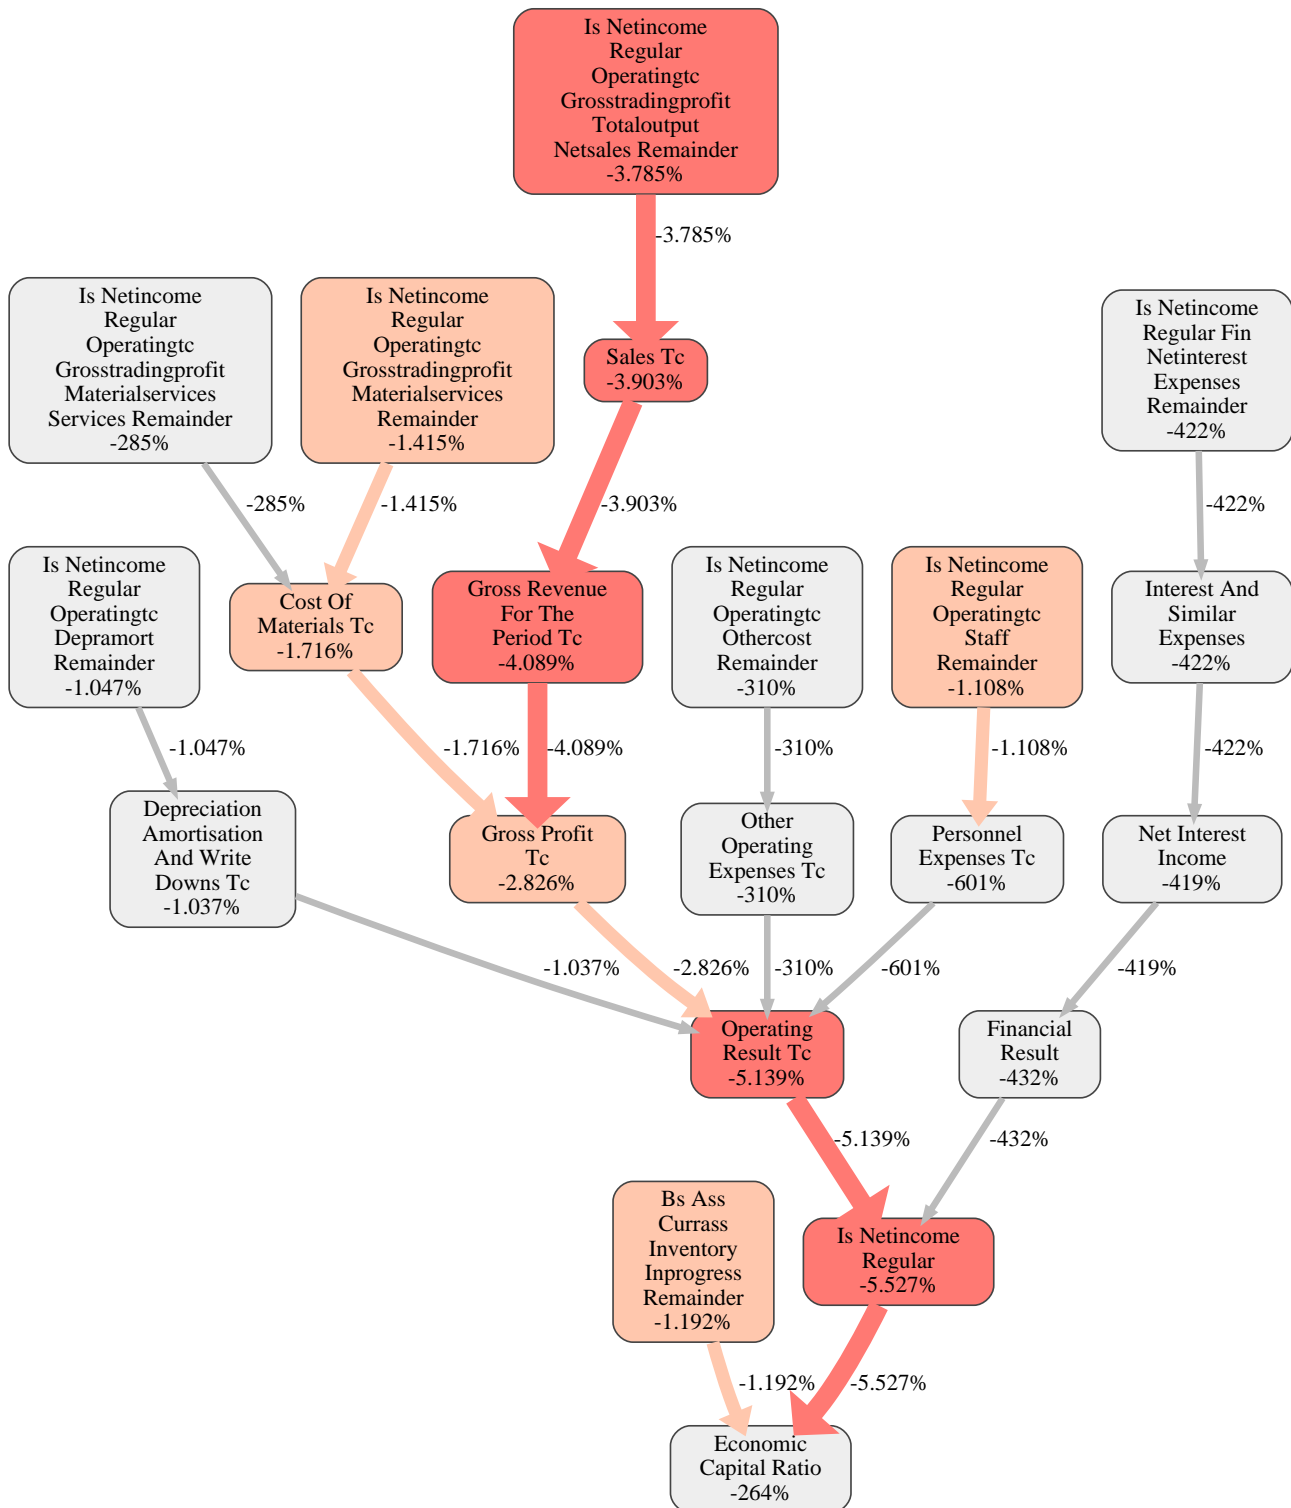 Is Netincome
Regular
Operatingtc
Grosstradingprofit
Totaloutput
Netsales Remainder
-3.785%
-3.785%
Is Netincome
Regular
Operatingtc
Grosstradingprofit
Materialservices
Services Remainder
-285%
Is Netincome
Regular
Operatingtc
Grosstradingprofit
Materialservices
Remainder
-1.415%
Sales Tc
-3.903%
Is Netincome
Regular Fin
Netinterest
Expenses
Remainder
-422%
-285%
-1.415%
-3.903%
-422%
Is Netincome
Regular
Operatingtc
Depramort
Remainder
-1.047%
Cost Of
Materials Tc
-1.716%
Gross Revenue
For The
Period Tc
-4.089%
Is Netincome
Regular
Operatingtc
Othercost
Remainder
-310%
Is Netincome
Regular
Operatingtc
Staff
Remainder
-1.108%
Interest And
Similar
Expenses
-422%
-1.047%
-1.716%
-4.089%
-310%
-1.108%
-422%
Depreciation
Amortisation
And Write
Downs Tc
-1.037%
Gross Profit
Tc
-2.826%
Other
Operating
Expenses Tc
-310%
Personnel
Expenses Tc
-601%
Net Interest
Income
-419%
-1.037%
-2.826%
-310%
-601%
-419%
Operating
Result Tc
-5.139%
Financial
Result
-432%
-5.139%
-432%
Bs Ass
Currass
Inventory
Inprogress
Remainder
-1.192%
Is Netincome
Regular
-5.527%
-1.192%
-5.527%
Economic
Capital Ratio
-264%